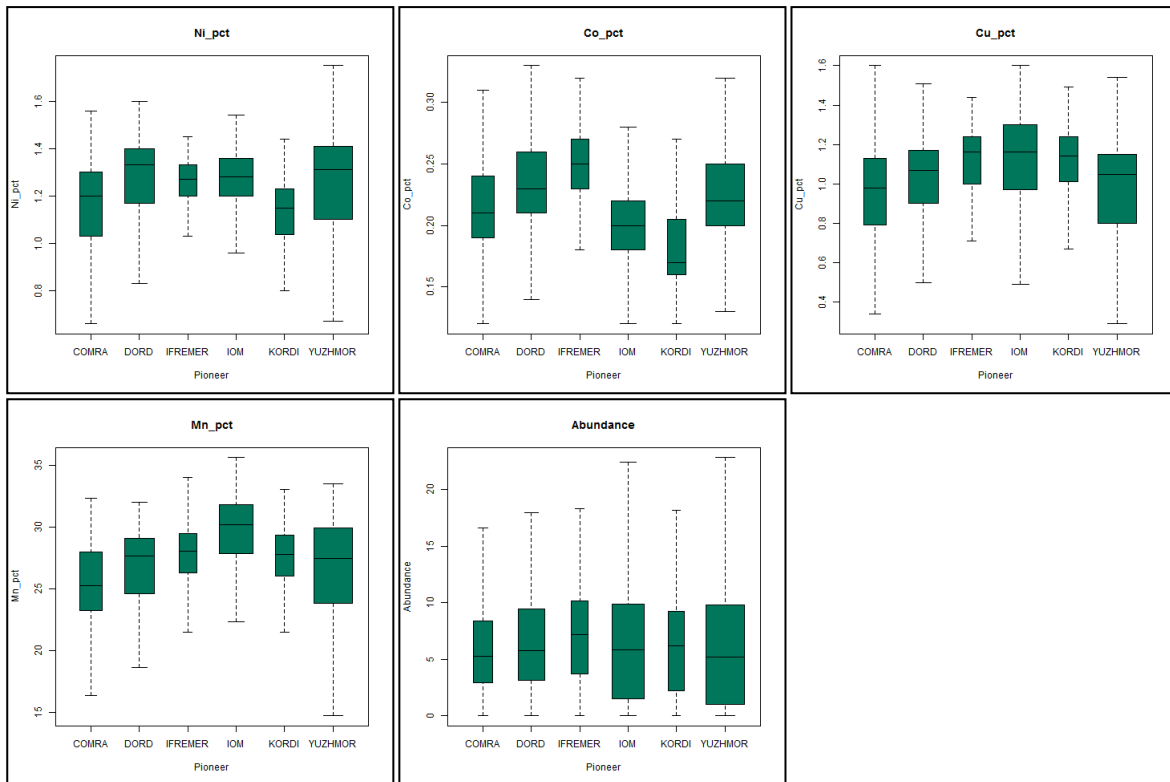 Ni_pct
Ni_pct
0.8 1.0 1.2 1.4 1.6
COMRA DORD IFREMER IOM KORDI YUZHMOR
Pioneer
Co_pct
Co_pct
0.15 0.20 0.25 0.30
COMRA DORD IFREMER IOM KORDI YUZHMOR
Pioneer
Cu_pct
Cu_pct
0.4 0.6 0.8 1.0 1.2 1.4 1.6
COMRA DORD IFREMER IOM KORDI YUZHMOR
Pioneer
Mn_pct
Mn_pct
15 20 25 30 35
COMRA DORD IFREMER IOM KORDI YUZHMOR
Pioneer
Abundance
Abundance
0 5 10 15 20
COMRA DORD IFREMER IOM KORDI YUZHMOR
Pioneer